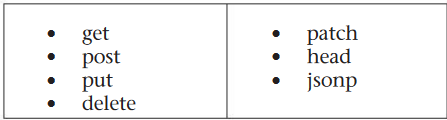 • get
• post
• put
• delete
• patch
• head
• jsonp